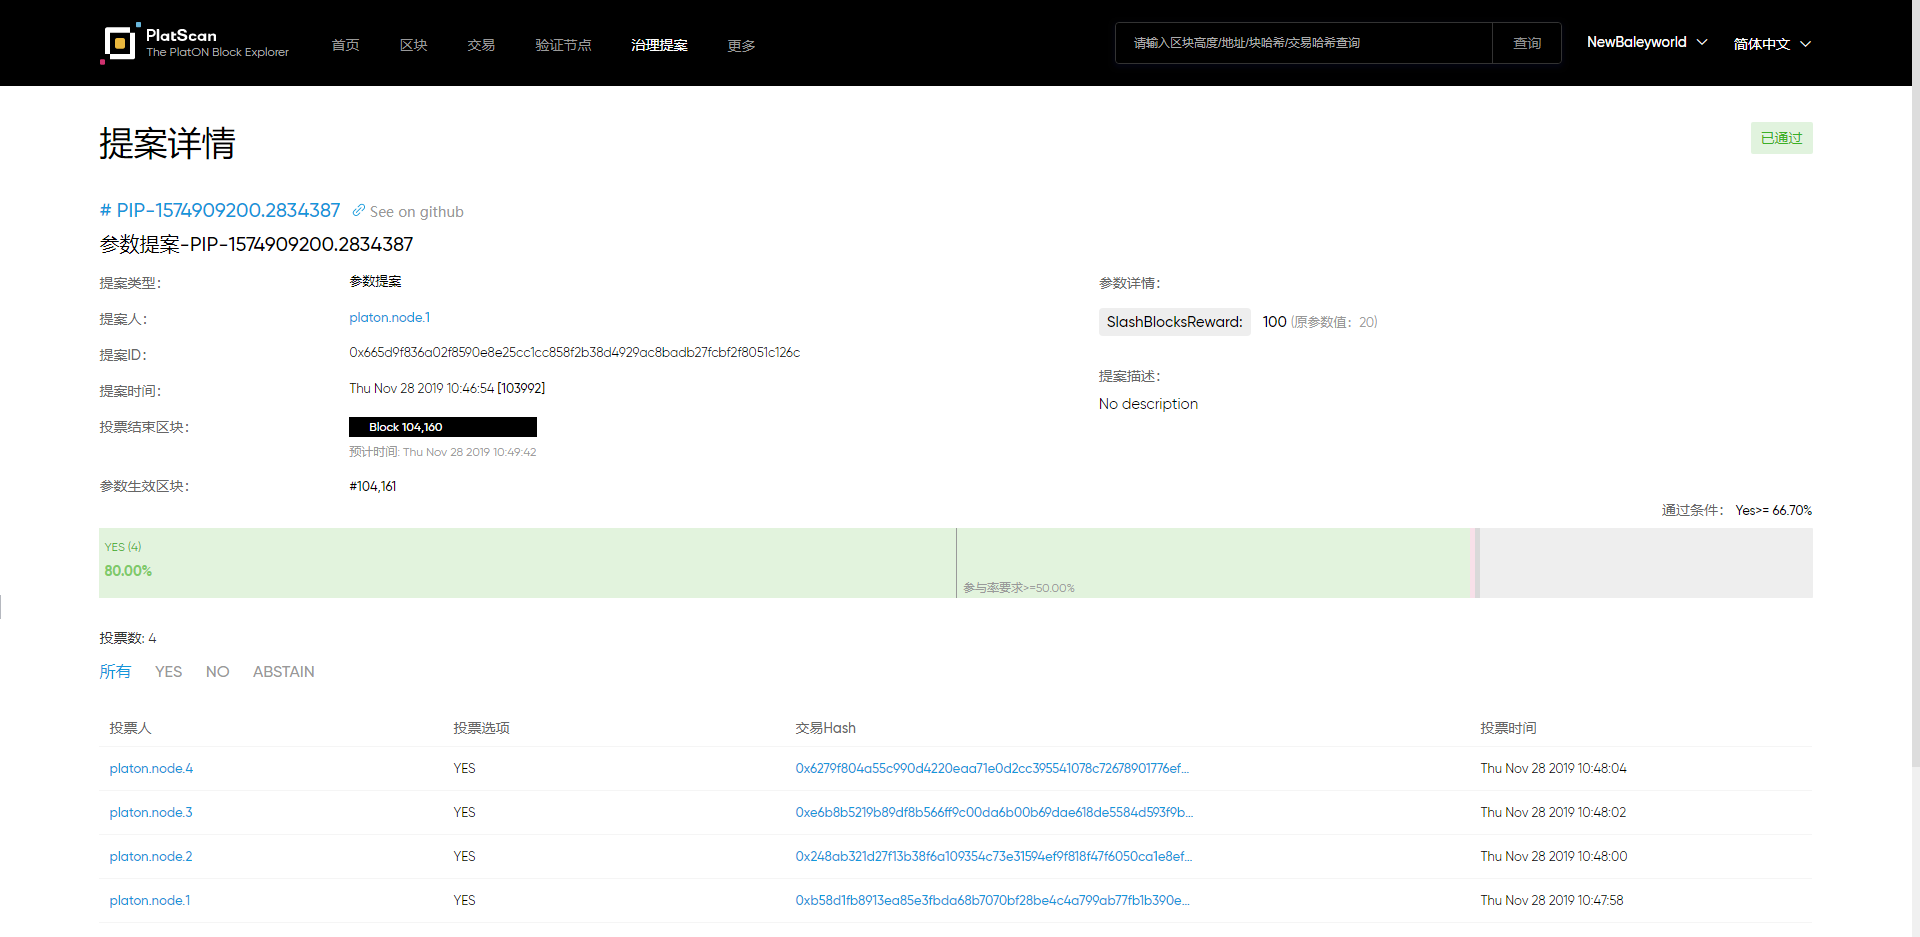 PlatScan
The PlatON Block Explorer
首页 区块 交易 验证节点 治理提案 更多
请输入区块高度/地址/块哈希/交易哈希查询 查询
NewBaleyworld 简体中文
提案详情
已通过
# PIP-1574909200.2834387 See on github
参数提案-PIP-1574909200.2834387
提案类型: 参数提案
提案人: platon.node.1
提案ID: 0x665d9f836a02f8590e8e25cc1cc858f2b38d4929ac8badb27fcbf2f8051c126c
提案时间: Thu Nov 28 2019 10:46:54 [103992]
投票结束区块: Block 104,160
预计时间: Thu Nov 28 2019 10:49:42
参数生效区块: #104,161
参数详情:
SlashBlocksReward: 100 (原参数值: 20)
提案描述:
No description
通过条件: Yes>= 66.70%
YES (4)
80.00%
参与率要求>=50.00%
投票数: 4
所有 YES NO ABSTAIN
投票人 投票选项 交易Hash 投票时间
platon.node.4 YES 0x6279f804a55c990d4220eaa71e0d2cc395541078c72678901776ef... Thu Nov 28 2019 10:48:04
platon.node.3 YES 0xe6b8b5219b89df8b566ff9c00da6b00b69dae618de5584d593f9b... Thu Nov 28 2019 10:48:02
platon.node.2 YES 0x248ab321d27f13b38f6a109354c73e31594ef9f818f47f6050ca1e8ef... Thu Nov 28 2019 10:48:00
platon.node.1 YES 0xb58d1fb8913ea85e3fbda68b7070bf28be4c4a799ab77fb1b390e... Thu Nov 28 2019 10:47:58